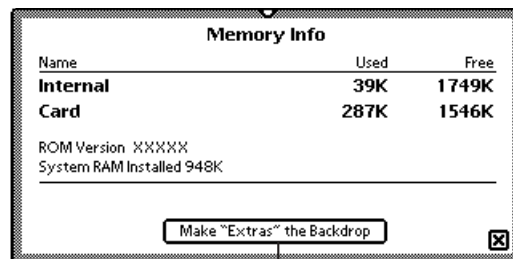 Memory Info
Name Used Free
Internal 39K 1749K
Card 287K 1546K
ROM Version XXXXX
System RAM Installed 948K
Make "Extras" the Backdrop